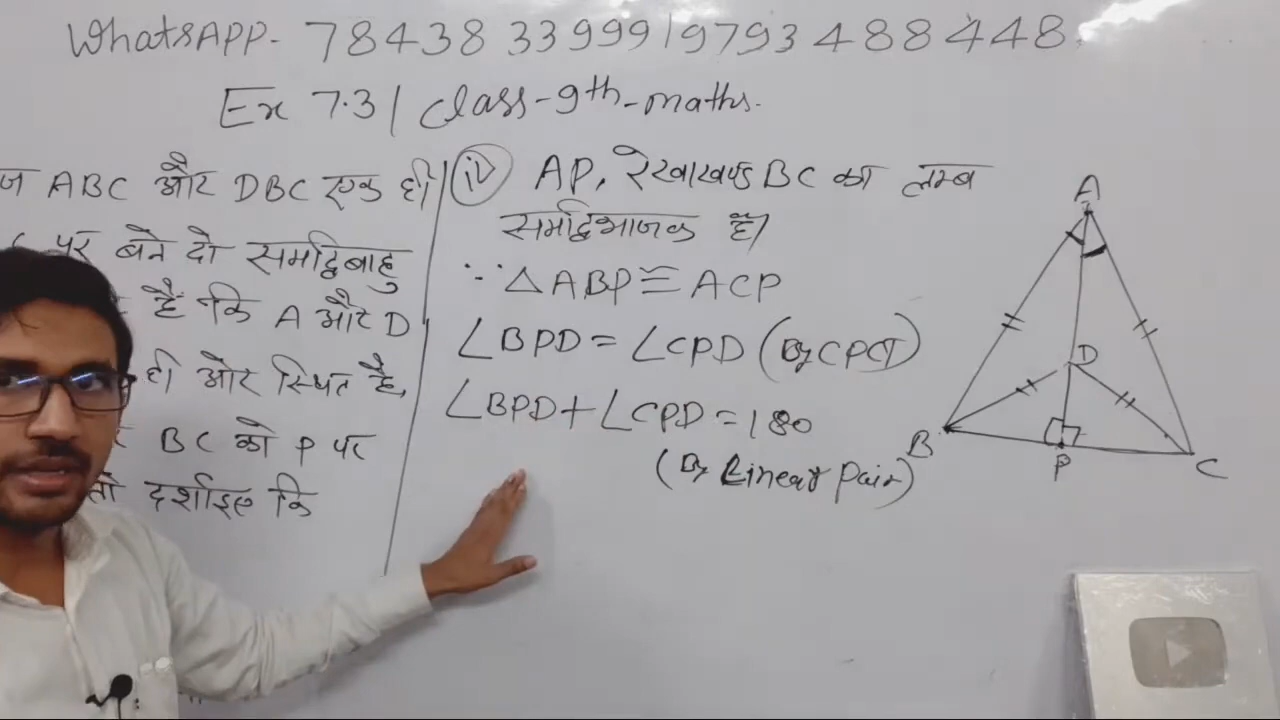 WhatsAPP- 78438 33999 / 9793 488448
Ex 7.3 / Class-9th-maths.
ज ABC और DBC एक ही
पर बने दो समद्विबाहु
है कि A और D
ही ओर स्थित है,
BC को P पर
तो दर्शाइए कि
(iv) AP, रेखाखण्ड BC का लम्ब
समद्विभाजक है।
∵ △ABP ≅ ACP
∠BPD = ∠CPD (By CPCT)
∠BPD + ∠CPD = 180
(By Linear Pair)
A
D
B
P
C